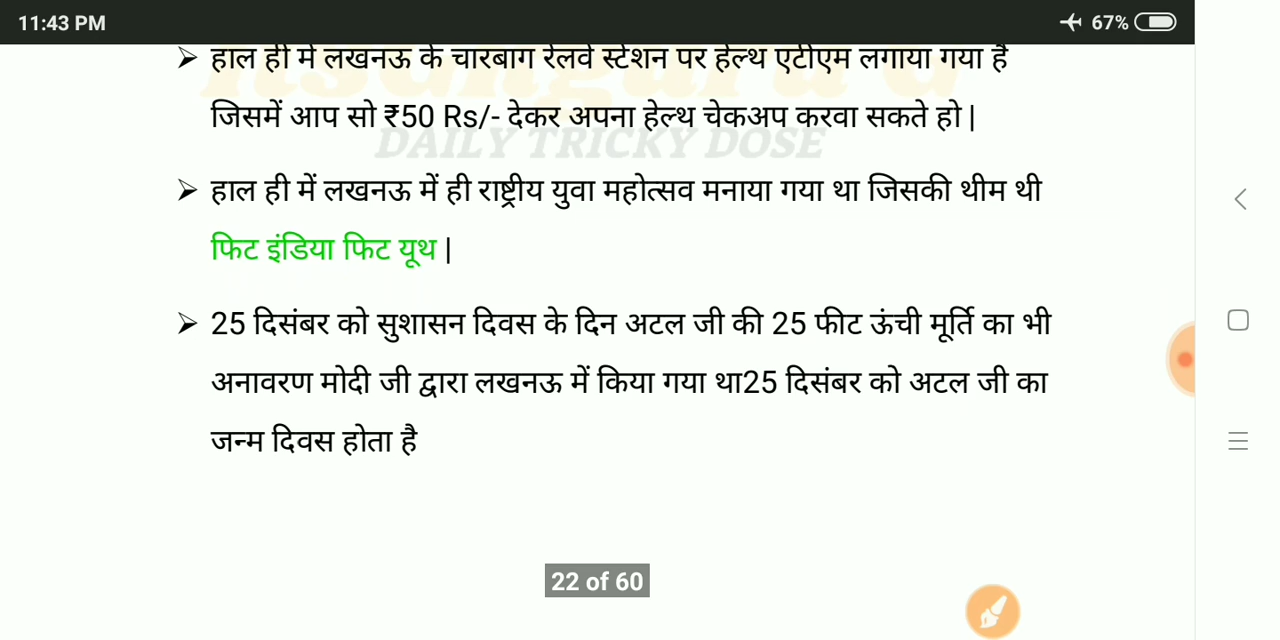 11:43 PM 67%
हाल ही में लखनऊ के चारबाग रेलवे स्टेशन पर हेल्थ एटीएम लगाया गया है
जिसमें आप सो ₹50 Rs/- देकर अपना हेल्थ चेकअप करवा सकते हो |
DAILY TRICKY DOSE
हाल ही में लखनऊ में ही राष्ट्रीय युवा महोत्सव मनाया गया था जिसकी थीम थी
फिट इंडिया फिट यूथ |
25 दिसंबर को सुशासन दिवस के दिन अटल जी की 25 फीट ऊंची मूर्ति का भी
अनावरण मोदी जी द्वारा लखनऊ में किया गया था25 दिसंबर को अटल जी का
जन्म दिवस होता है
22 of 60